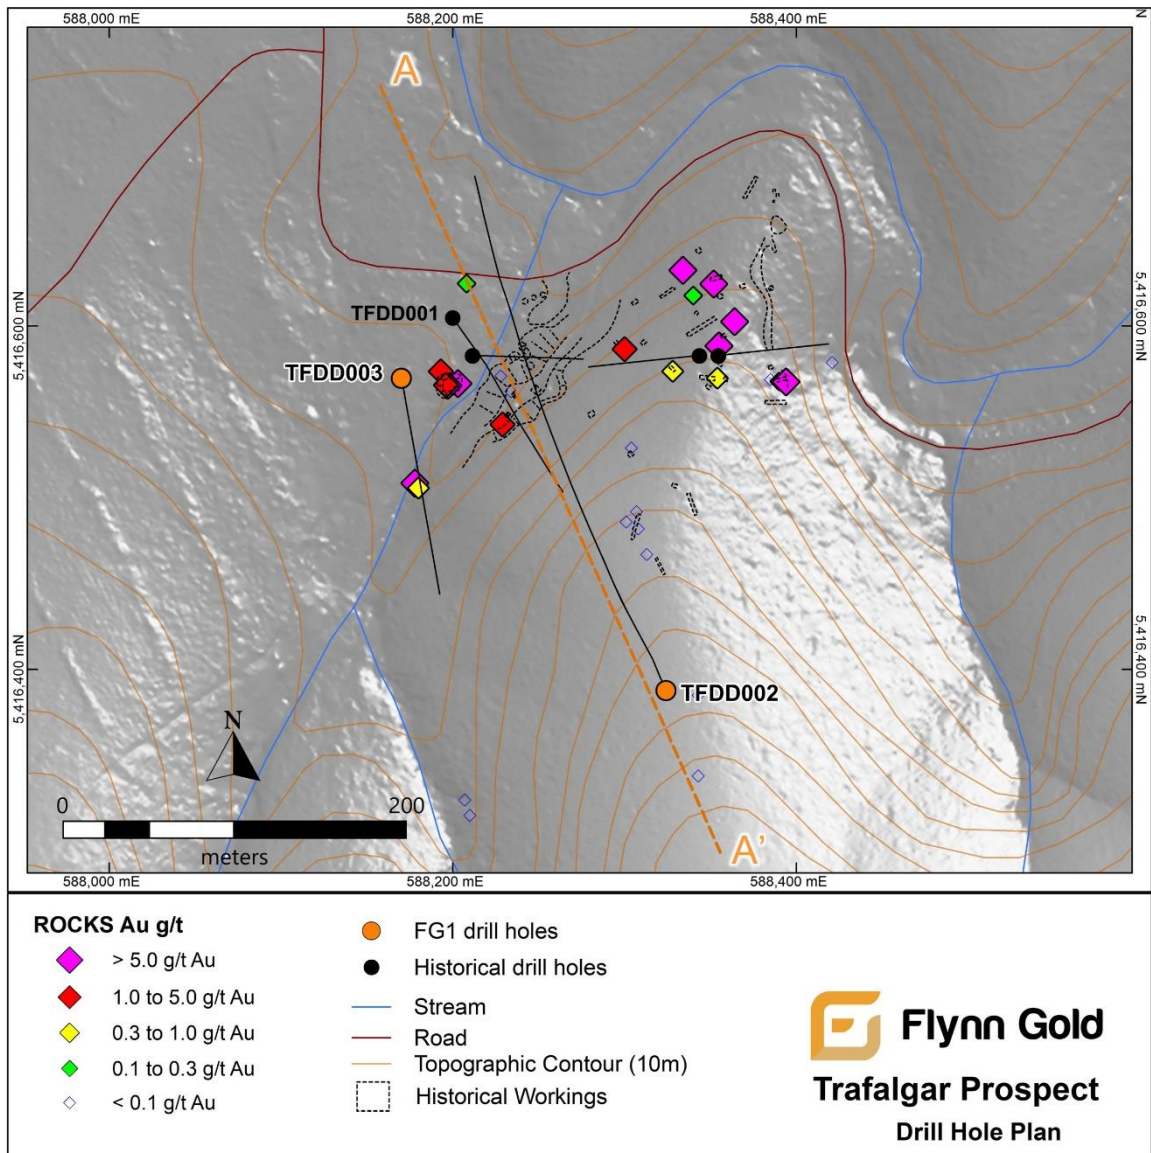 588,000 mE
588,200 mE
588,400 mE
N
A
TFDD001
5,416,600 mN
5,416,600 mN
TFDD003
5,416,400 mN
5,416,400 mN
TFDD002
N
0
200
meters
A’
588,000 mE
588,200 mE
588,400 mE
ROCKS Au g/t
> 5.0 g/t Au
1.0 to 5.0 g/t Au
0.3 to 1.0 g/t Au
0.1 to 0.3 g/t Au
< 0.1 g/t Au
FG1 drill holes
Historical drill holes
Stream
Road
Topographic Contour (10m)
Historical Workings
Flynn Gold
Trafalgar Prospect
Drill Hole Plan